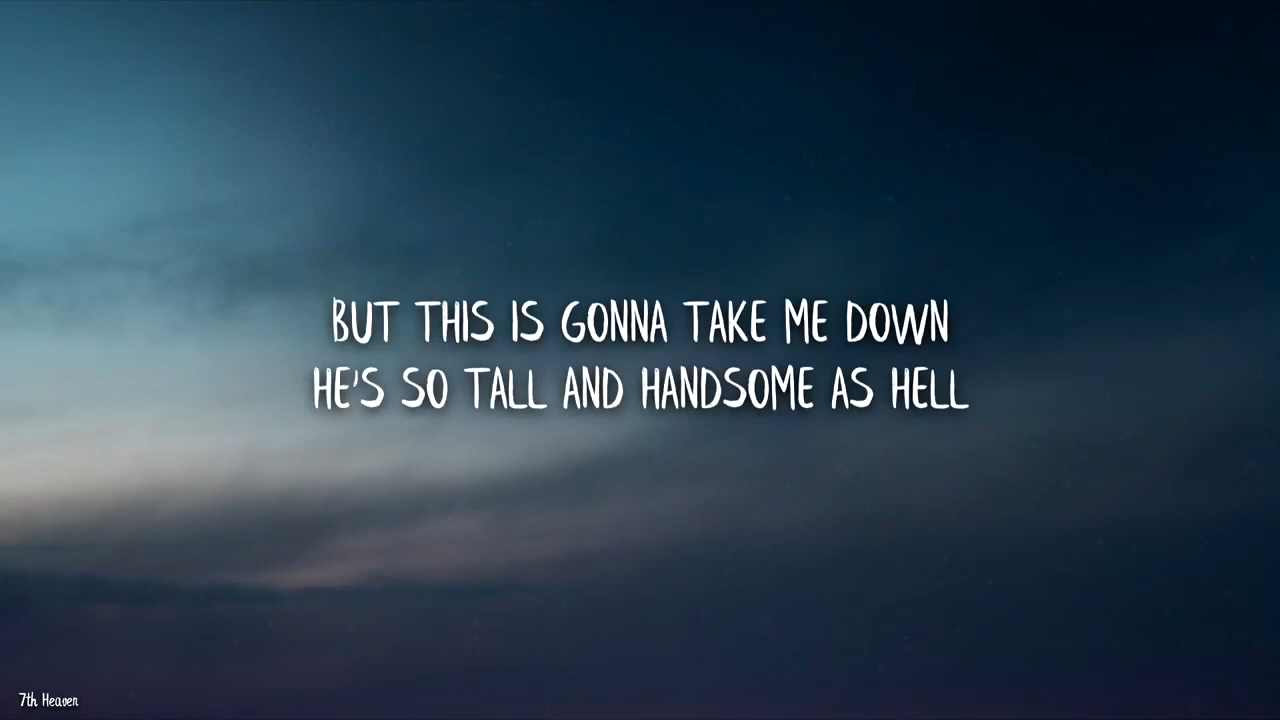 BUT THIS IS GONNA TAKE ME DOWN
HE'S SO TALL AND HANDSOME AS HELL
7th Heaven